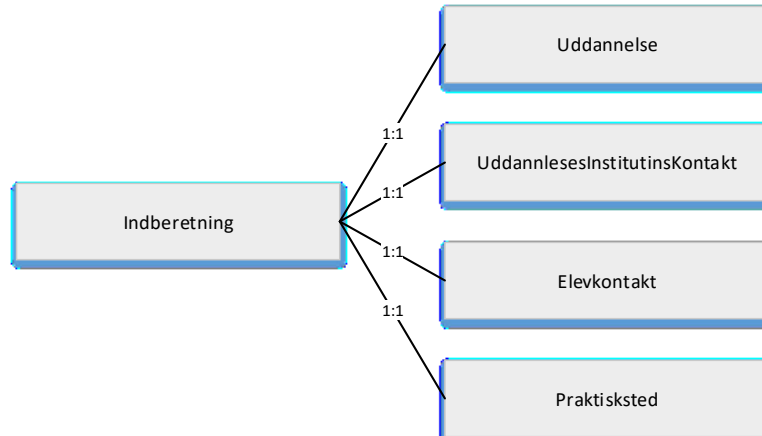 Uddannelse
1:1
UddannlesesInstitutinsKontakt
1:1
Indberetning
1:1
Elevkontakt
1:1
Praktisksted